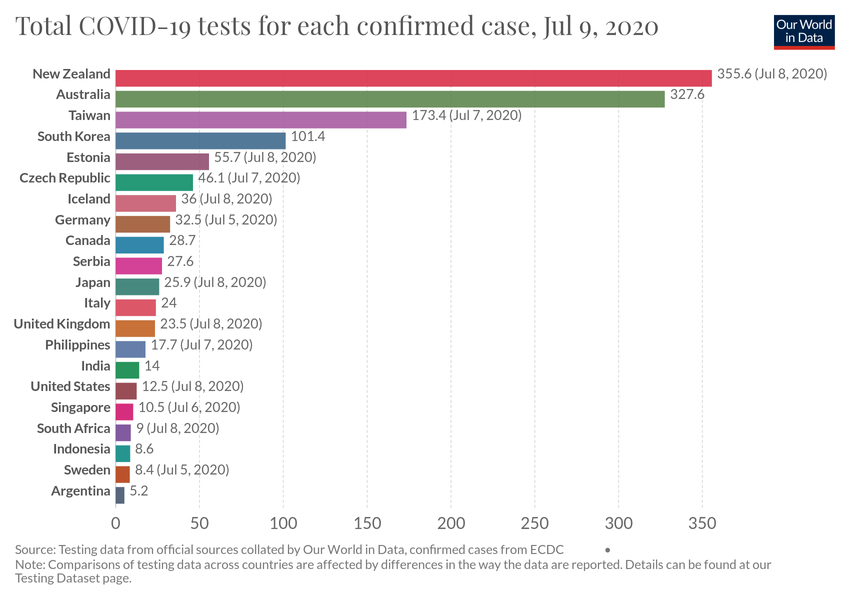 Total COVID-19 tests for each confirmed case, Jul 9, 2020
Our World
in Data
New Zealand 355.6 (Jul 8, 2020)
Australia 327.6
Taiwan 173.4 (Jul 7, 2020)
South Korea 101.4
Estonia 55.7 (Jul 8, 2020)
Czech Republic 46.1 (Jul 7, 2020)
Iceland 36 (Jul 8, 2020)
Germany 32.5 (Jul 5, 2020)
Canada 28.7
Serbia 27.6
Japan 25.9 (Jul 8, 2020)
Italy 24
United Kingdom 23.5 (Jul 8, 2020)
Philippines 17.7 (Jul 7, 2020)
India 14
United States 12.5 (Jul 8, 2020)
Singapore 10.5 (Jul 6, 2020)
South Africa 9 (Jul 8, 2020)
Indonesia 8.6
Sweden 8.4 (Jul 5, 2020)
Argentina 5.2
0 50 100 150 200 250 300 350
Source: Testing data from official sources collated by Our World in Data, confirmed cases from ECDC •
Note: Comparisons of testing data across countries are affected by differences in the way the data are reported. Details can be found at our
Testing Dataset page.